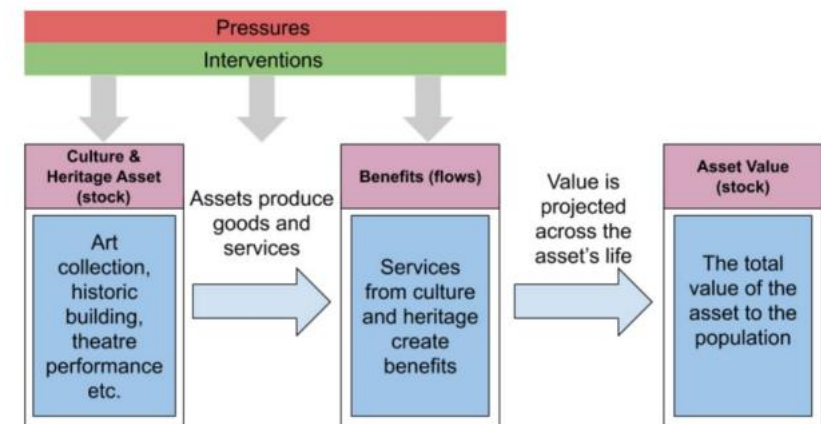 Pressures
Interventions
Culture &
Heritage Asset
(stock)
Art
collection,
historic
building,
theatre
performance
etc.
Assets produce
goods and
services
Benefits (flows)
Services
from culture
and heritage
create
benefits
Value is
projected
across the
asset's life
Asset Value
(stock)
The total
value of the
asset to the
population